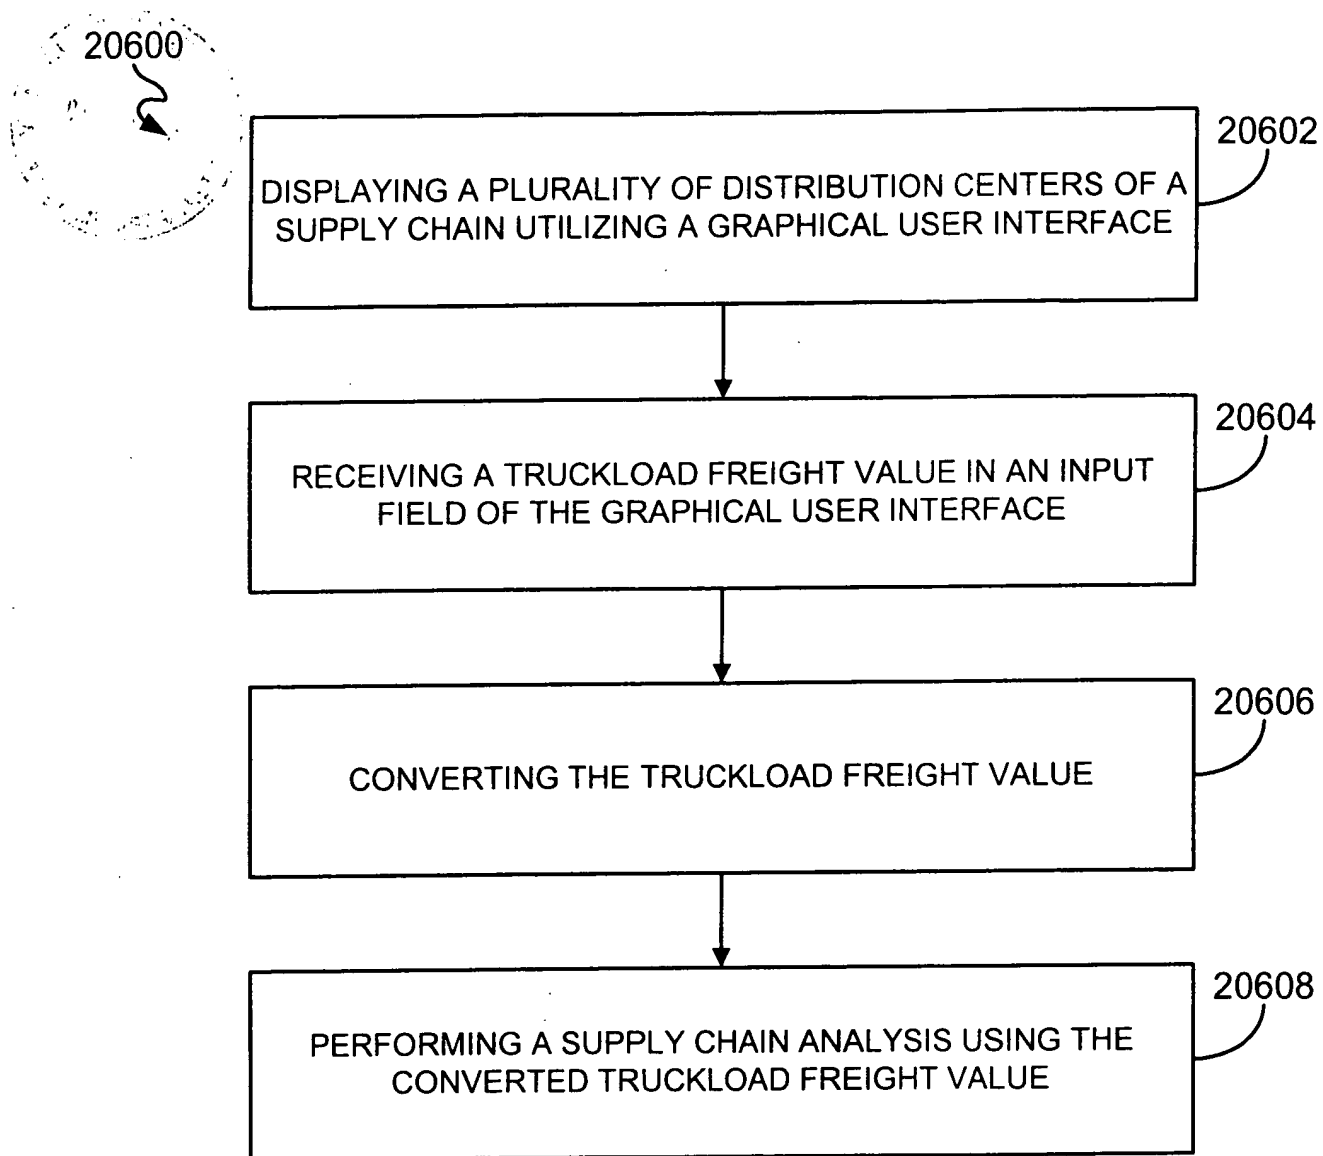 20600
20602
DISPLAYING A PLURALITY OF DISTRIBUTION CENTERS OF A
SUPPLY CHAIN UTILIZING A GRAPHICAL USER INTERFACE
20604
RECEIVING A TRUCKLOAD FREIGHT VALUE IN AN INPUT
FIELD OF THE GRAPHICAL USER INTERFACE
20606
CONVERTING THE TRUCKLOAD FREIGHT VALUE
20608
PERFORMING A SUPPLY CHAIN ANALYSIS USING THE
CONVERTED TRUCKLOAD FREIGHT VALUE